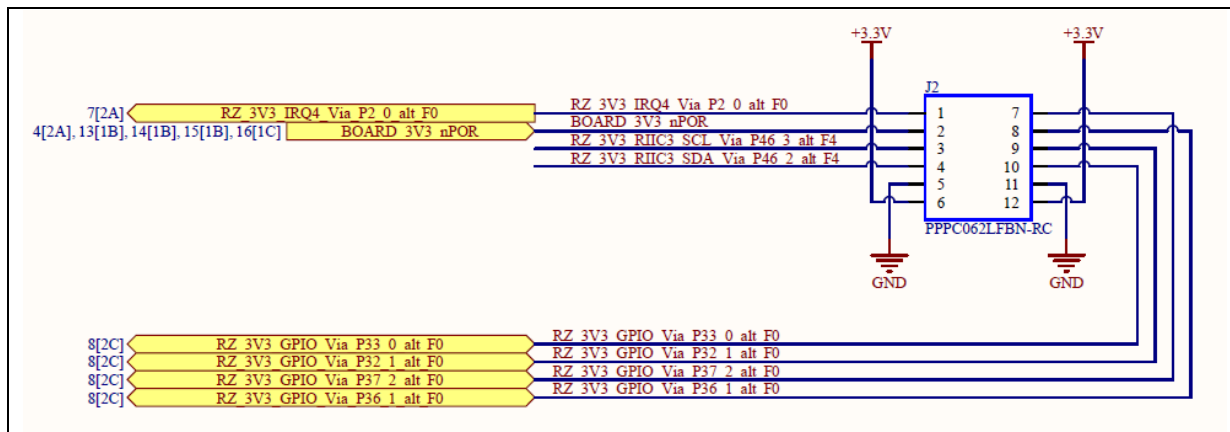 +3.3V +3.3V
J2
7[2A] RZ_3V3_IRQ4_Via_P2_0_alt_F0 RZ_3V3_IRQ4_Via_P2_0_alt_F0 1 7
4[2A], 13[1B], 14[1B], 15[1B], 16[1C] BOARD_3V3_nPOR BOARD_3V3_nPOR 2 8
RZ_3V3_RIIC3_SCL_Via_P46_3_alt_F4 3 9
RZ_3V3_RIIC3_SDA_Via_P46_2_alt_F4 4 10
5 11
6 12
PPPC062LFBN-RC
GND GND
8[2C] RZ_3V3_GPIO_Via_P33_0_alt_F0 RZ_3V3_GPIO_Via_P33_0_alt_F0
8[2C] RZ_3V3_GPIO_Via_P32_1_alt_F0 RZ_3V3_GPIO_Via_P32_1_alt_F0
8[2C] RZ_3V3_GPIO_Via_P37_2_alt_F0 RZ_3V3_GPIO_Via_P37_2_alt_F0
8[2C] RZ_3V3_GPIO_Via_P36_1_alt_F0 RZ_3V3_GPIO_Via_P36_1_alt_F0